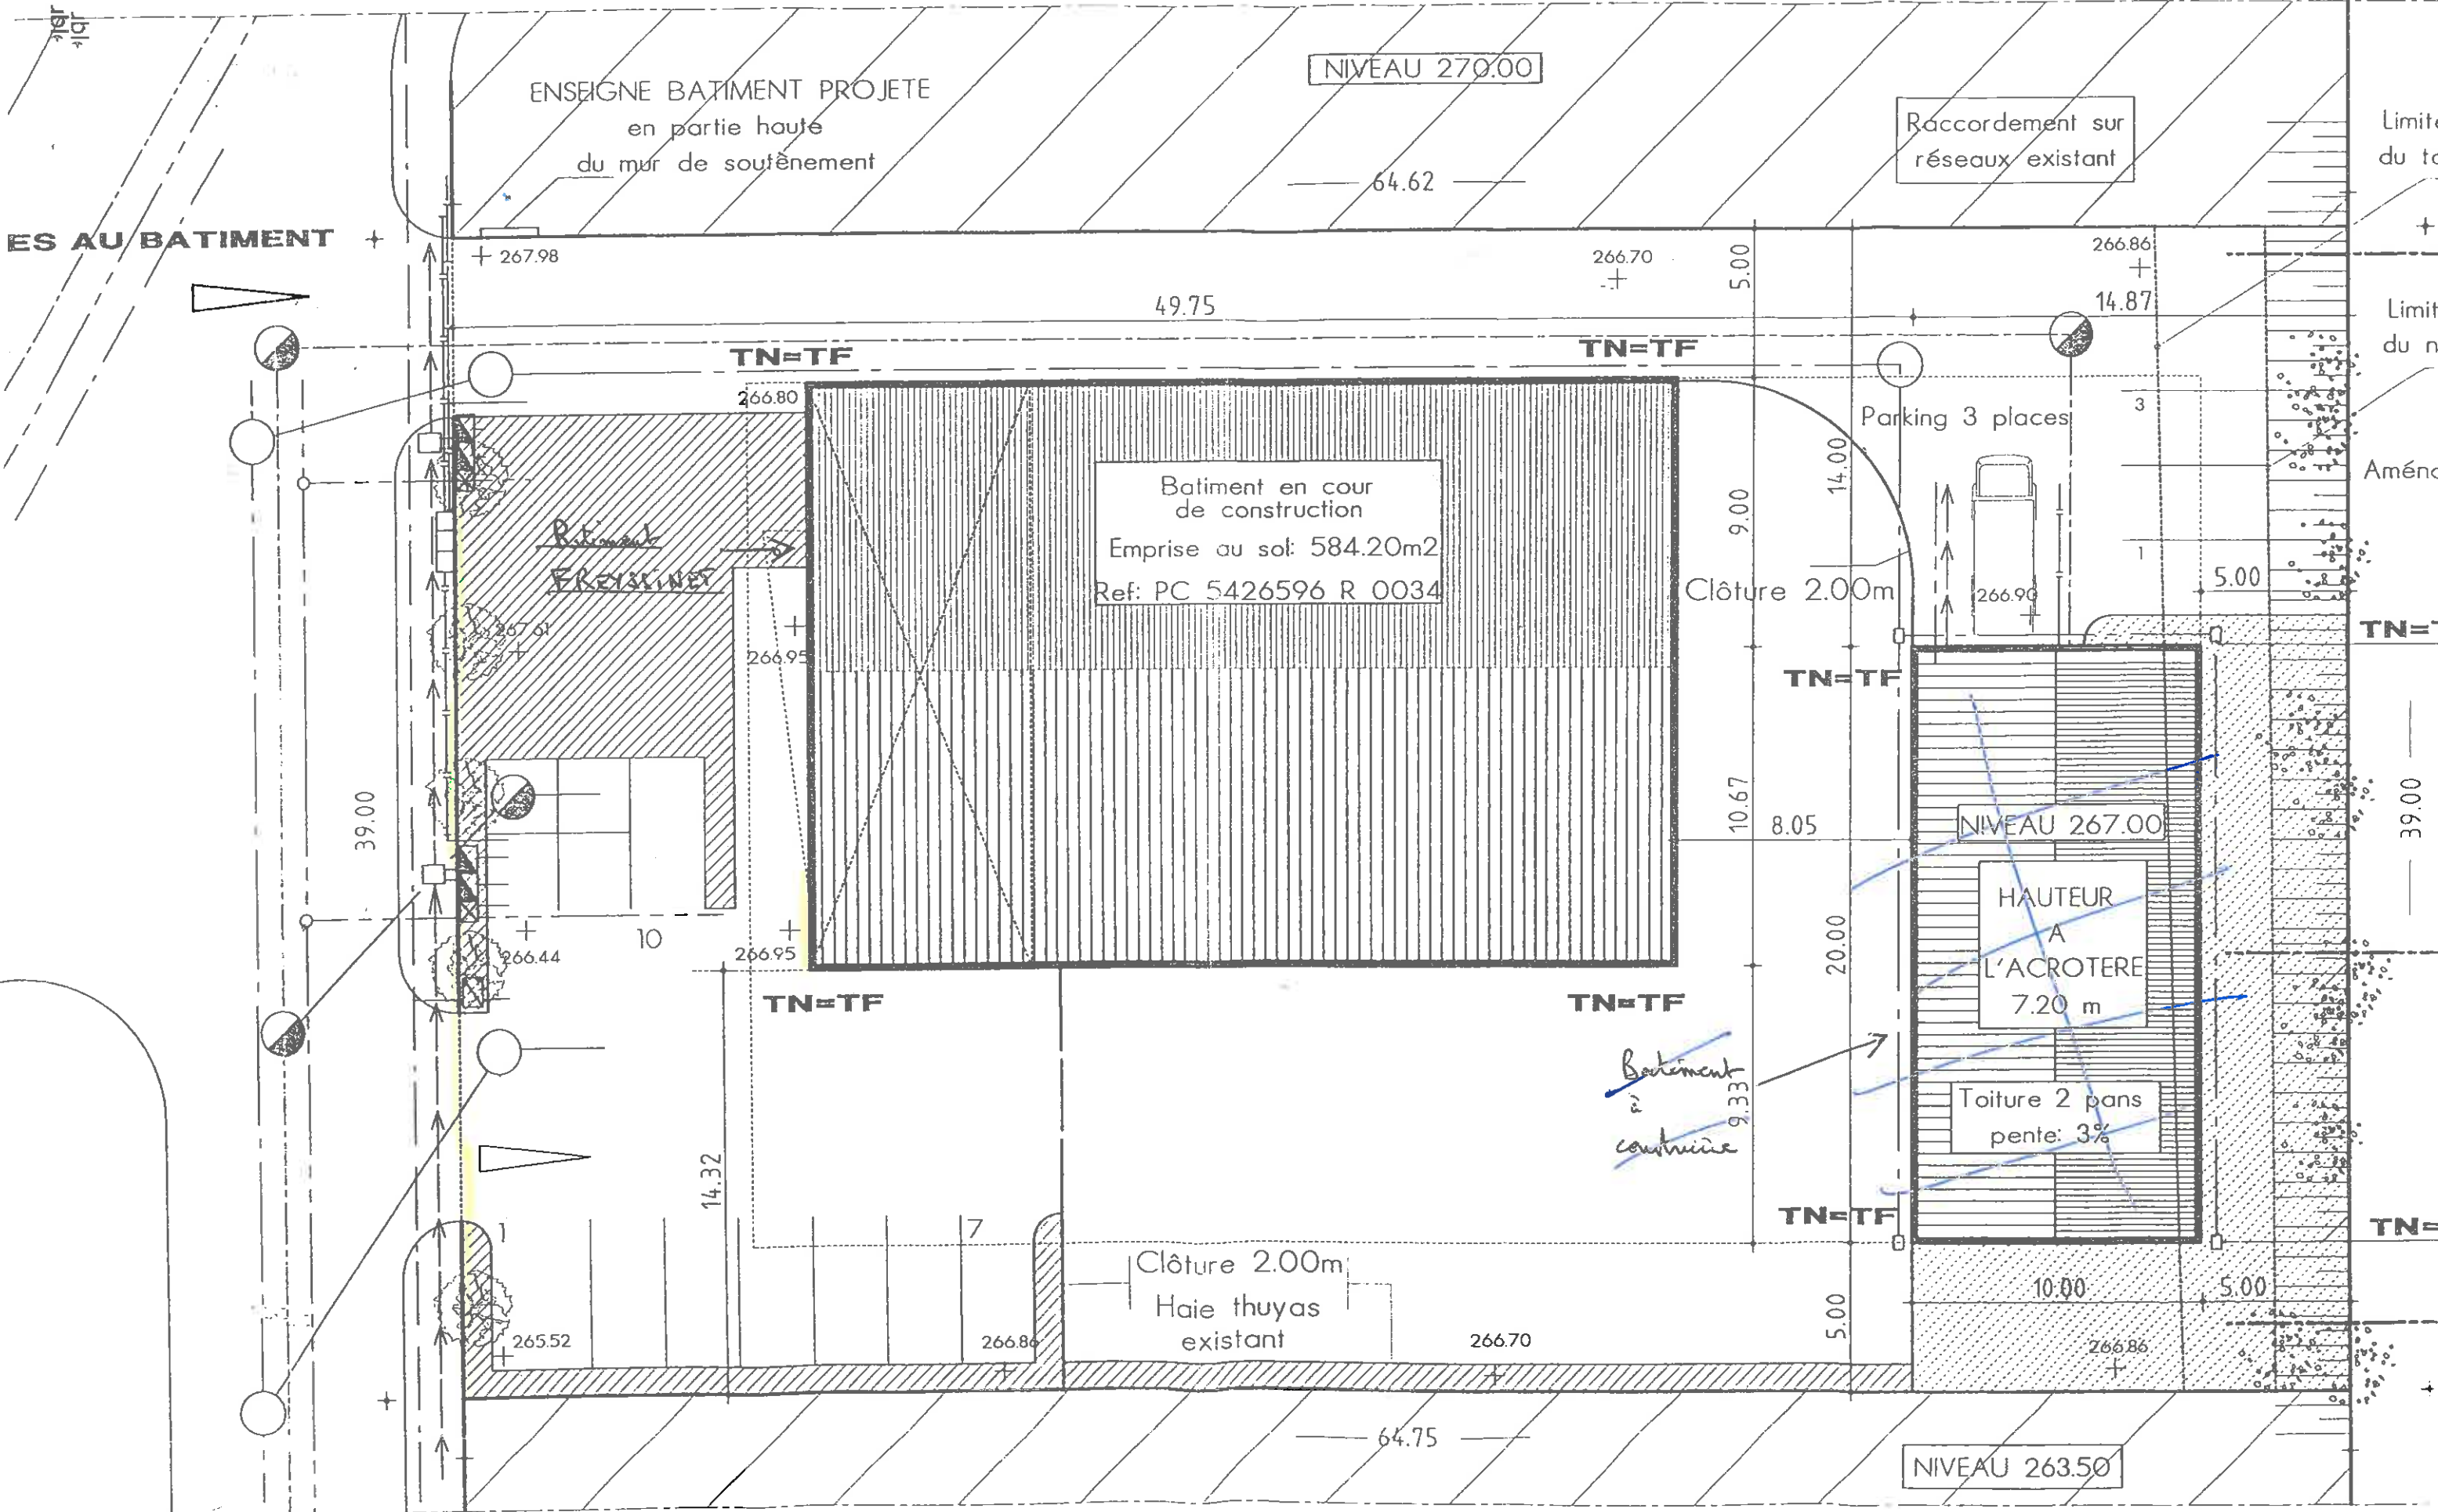 ENSEIGNE BATIMENT PROJETE
en partie haute
du mur de soutènement
NIVEAU 270.00
Raccordement sur
réseaux existant
Limite
64.62
ES AU BATIMENT
267.98
266.70
266.86
5.00
49.75
14.87
TN=TF
TN=TF
266.80
Parking 3 places
3
14.00
Batiment en cour
de construction
Emprise au sol: 584.20m2
Ref: PC 5426596 R 0034
9.00
Batiment
FREYSSINET
Clôture 2.00m
266.90
1
5.00
267.61
266.95
TN=TF
39.00
10.67
8.05
NIVEAU 267.00
39.00
HAUTEUR
A
L'ACROTERE
7.20 m
20.00
266.44
10
266.95
TN=TF
TN=TF
Batiment
à
construire
9.33
Toiture 2 pans
pente: 3%
14.32
1
7
TN=TF
Clôture 2.00m
Haie thuyas
existant
10.00
5.00
5.00
265.52
266.86
266.70
266.86
64.75
NIVEAU 263.50